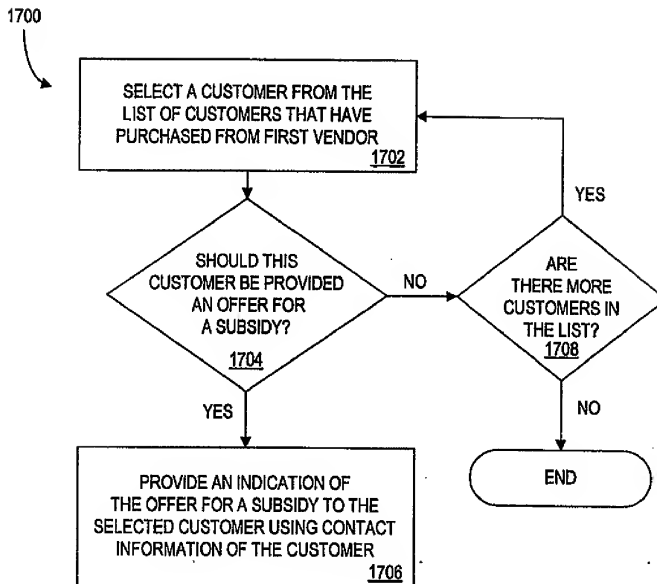 1700
SELECT A CUSTOMER FROM THE
LIST OF CUSTOMERS THAT HAVE
PURCHASED FROM FIRST VENDOR
1702
YES
SHOULD THIS
CUSTOMER BE PROVIDED
AN OFFER FOR
A SUBSIDY?
1704
NO
ARE
THERE MORE
CUSTOMERS IN
THE LIST?
1708
YES
NO
PROVIDE AN INDICATION OF
THE OFFER FOR A SUBSIDY TO THE
SELECTED CUSTOMER USING CONTACT
INFORMATION OF THE CUSTOMER
1706
END